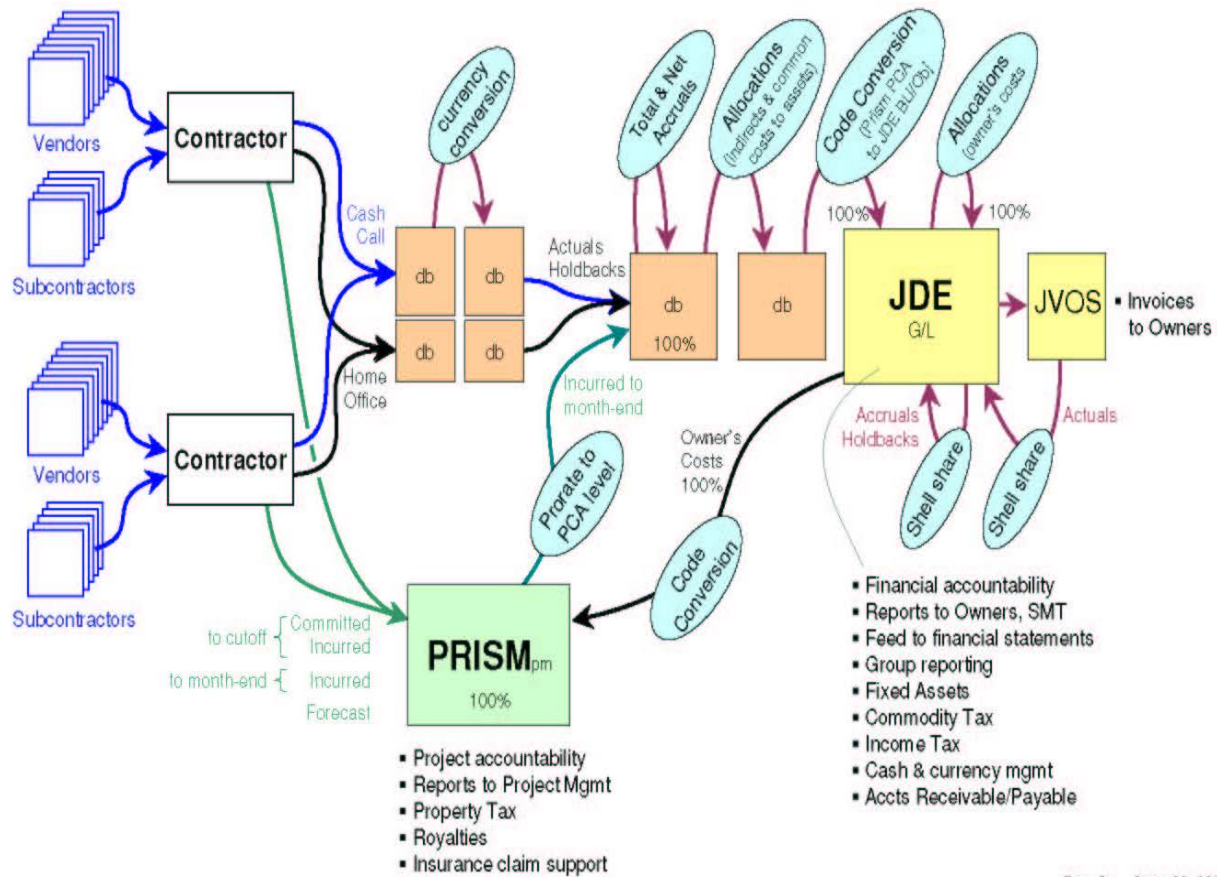 Vendors
Subcontractors
Vendors
Subcontractors
Contractor
Contractor
Cash
Call
Home
Office
currency
conversion
db
db
db
db
Actuals
Holdbacks
Incurred to
month-end
Prorate to
PCA level
Total & Net
Accruals
db
100%
Allocations
(indirects & common
costs to assets)
db
Code Conversion
(Prism PCA
to JDE BU/Obj
100%
Allocations
(owner's costs)
100%
JDE
G/L
JVOS
▪ Invoices
to Owners
Accruals
Holdbacks
Actuals
Shell share
Shell share
Owner's
Costs
100%
Code
Conversion
to cutoff { Committed
Incurred
to month-end { Incurred
Forecast
PRISMpm
100%
▪ Project accountability
▪ Reports to Project Mgmt
▪ Property Tax
▪ Royalties
▪ Insurance claim support
▪ Financial accountability
▪ Reports to Owners, SMT
▪ Feed to financial statements
▪ Group reporting
▪ Fixed Assets
▪ Commodity Tax
▪ Income Tax
▪ Cash & currency mgmt
▪ Accts Receivable/Payable